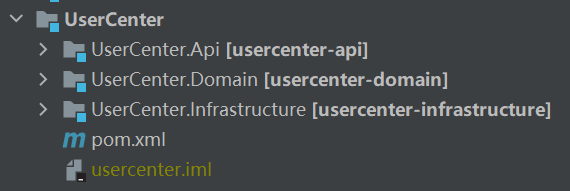 UserCenter
UserCenter.Api [usercenter-api]
UserCenter.Domain [usercenter-domain]
UserCenter.Infrastructure [usercenter-infrastructure]
pom.xml
usercenter.iml